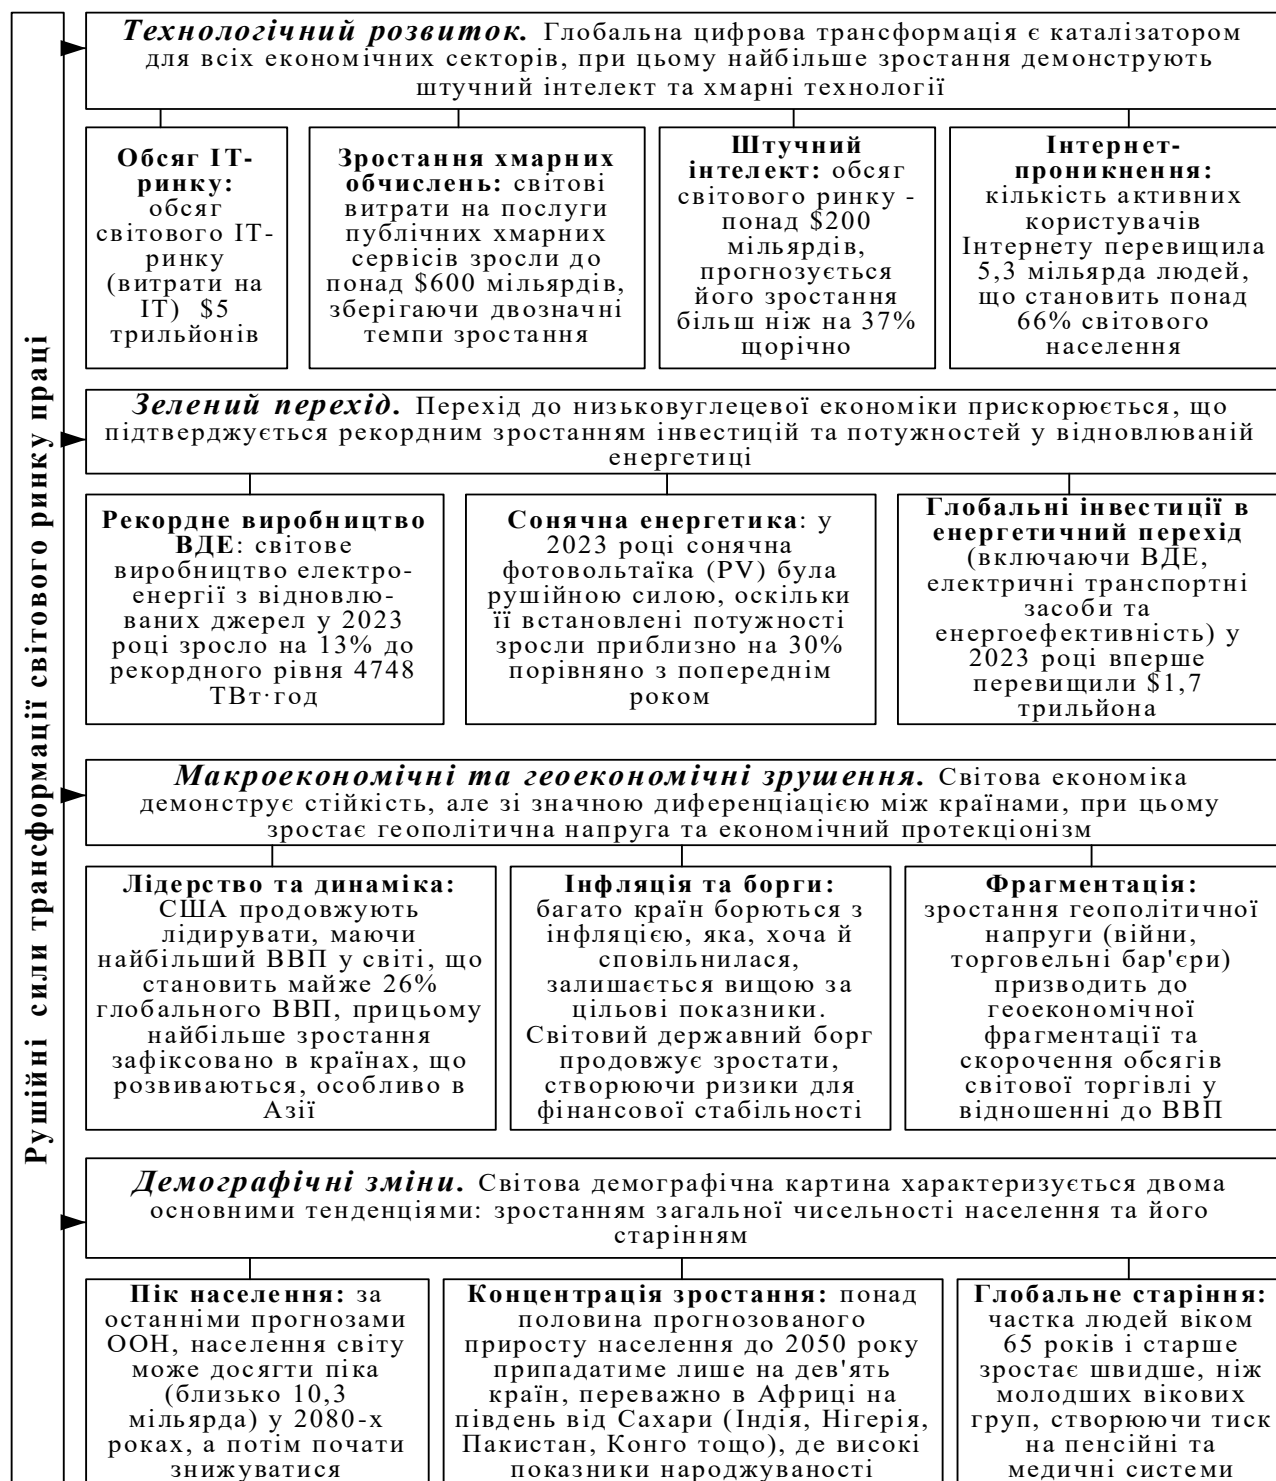 Рушійні сили трансформації світового ринку праці
Технологічний розвиток. Глобальна цифрова трансформація є каталізатором
для всіх економічних секторів, при цьому найбільше зростання демонструють
штучний інтелект та хмарні технології
Обсяг ІТ-
ринку:
обсяг
світового ІТ-
ринку
(витрати на
ІТ) $5
трильйонів
Зростання хмарних
обчислень: світові
витрати на послуги
публічних хмарних
сервісів зросли до
понад $600 мільярдів,
зберігаючи двозначні
темпи зростання
Штучний
інтелект: обсяг
світового ринку -
понад $200
мільярдів,
прогнозується
його зростання
більш ніж на 37%
щорічно
Інтернет-
проникнення:
кількість активних
користувачів
Інтернету перевищила
5,3 мільярда людей,
що становить понад
66% світового
населення
Зелений перехід. Перехід до низьковуглецевої економіки прискорюється, що
підтверджується рекордним зростанням інвестицій та потужностей у відновлюваній
енергетиці
Рекордне виробництво
ВДЕ: світове
виробництво електро-
енергії з відновлю-
ваних джерел у 2023
році зросло на 13% до
рекордного рівня 4748
ТВт·год
Сонячна енергетика: у
2023 році сонячна
фотовольтаїка (PV) була
рушійною силою, оскільки
її встановлені потужності
зросли приблизно на 30%
порівняно з попереднім
роком
Глобальні інвестиції в
енергетичний перехід
(включаючи ВДЕ,
електричні транспортні
засоби та
енергоефективність) у
2023 році вперше
перевищили $1,7
трильйона
Макроекономічні та геоекономічні зрушення. Світова економіка
демонструє стійкість, але зі значною диференціацією між країнами, при цьому
зростає геополітична напруга та економічний протекціонізм
Лідерство та динаміка:
США продовжують
лідирувати, маючи
найбільший ВВП у світі, що
становить майже 26%
глобального ВВП, прицьому
найбільше зростання
зафіксовано в країнах, що
розвиваються, особливо в
Азії
Інфляція та борги:
багато країн борються з
інфляцією, яка, хоча й
сповільнилася,
залишається вищою за
цільові показники.
Світовий державний борг
продовжує зростати,
створюючи ризики для
фінансової стабільності
Фрагментація:
зростання геополітичної
напруги (війни,
торговельні бар'єри)
призводить до
геоекономічної
фрагментації та
скорочення обсягів
світової торгівлі у
відношенні до ВВП
Демографічні зміни. Світова демографічна картина характеризується двома
основними тенденціями: зростанням загальної чисельності населення та його
старінням
Пік населення: за
останніми прогнозами
ООН, населення світу
може досягти піка
(близько 10,3
мільярда) у 2080-х
роках, а потім почати
знижуватися
Концентрація зростання: понад
половина прогнозованого
приросту населення до 2050 року
припадатиме лише на дев'ять
країн, переважно в Африці на
південь від Сахари (Індія, Нігерія,
Пакистан, Конго тощо), де високі
показники народжуваності
Глобальне старіння:
частка людей віком
65 років і старше
зростає швидше, ніж
молодших вікових
груп, створюючи тиск
на пенсійні та
медичні системи